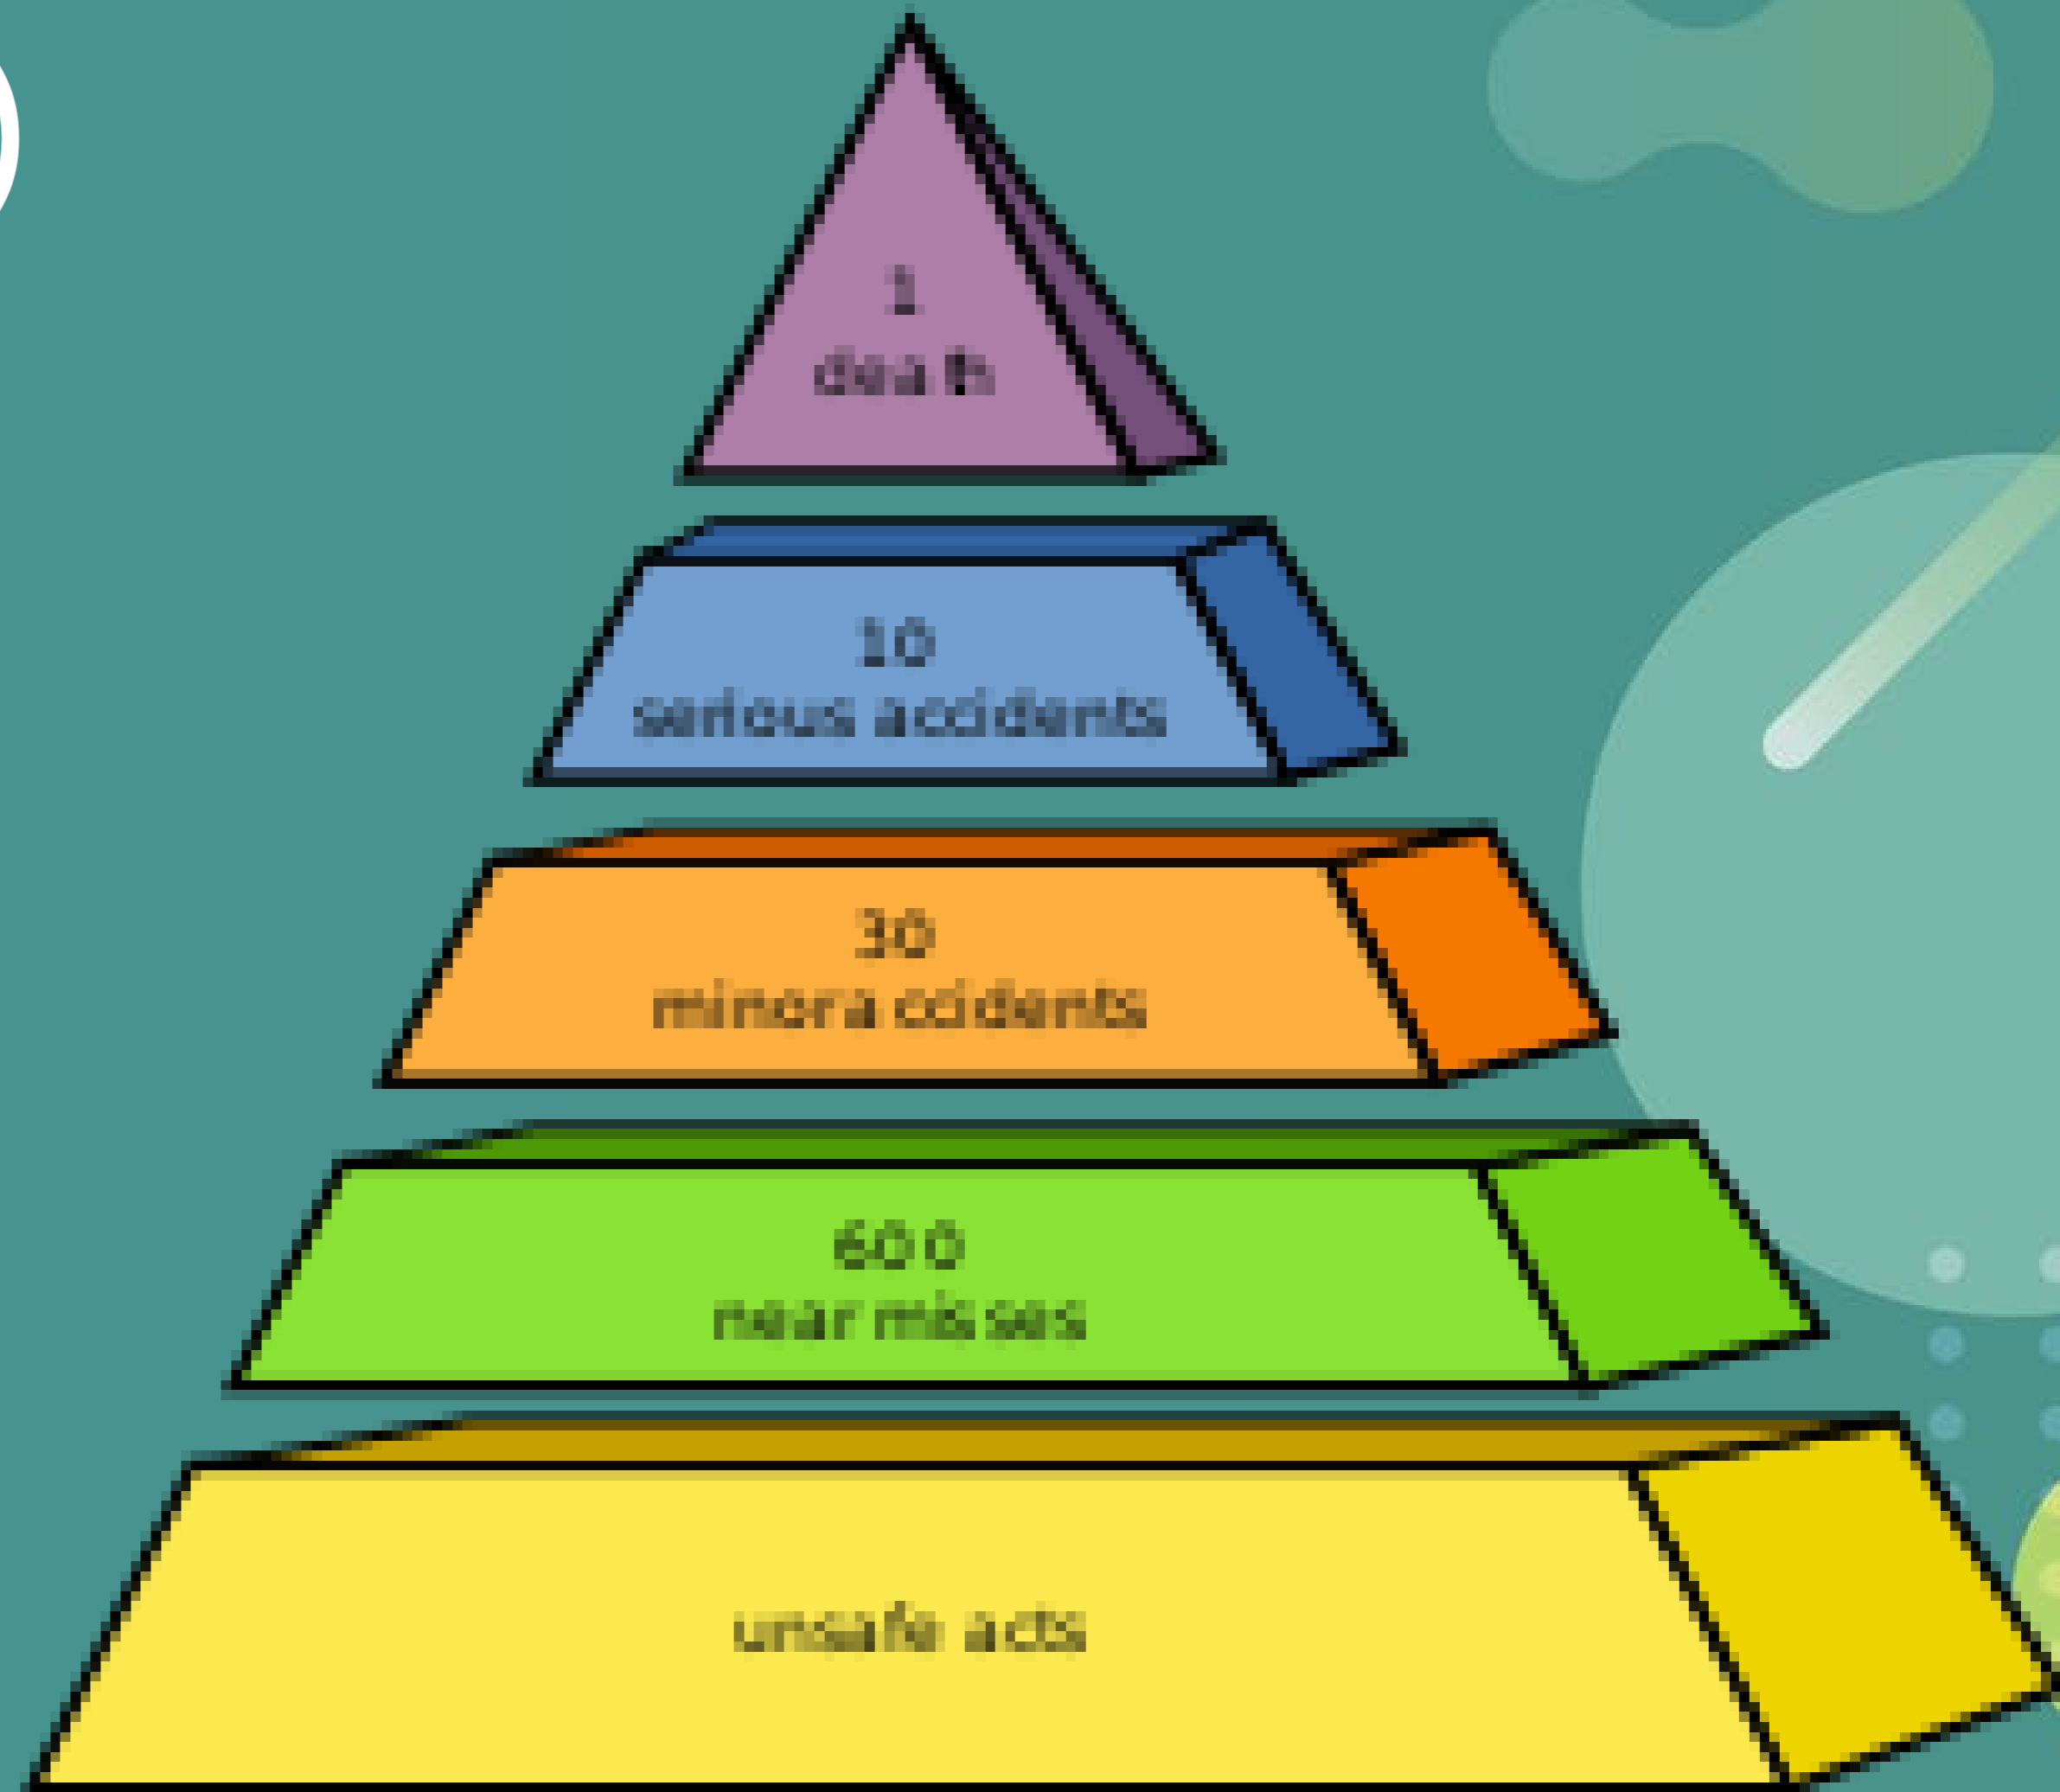 1
death
10
serious accidents
30
minor accidents
600
near misses
unsafe acts